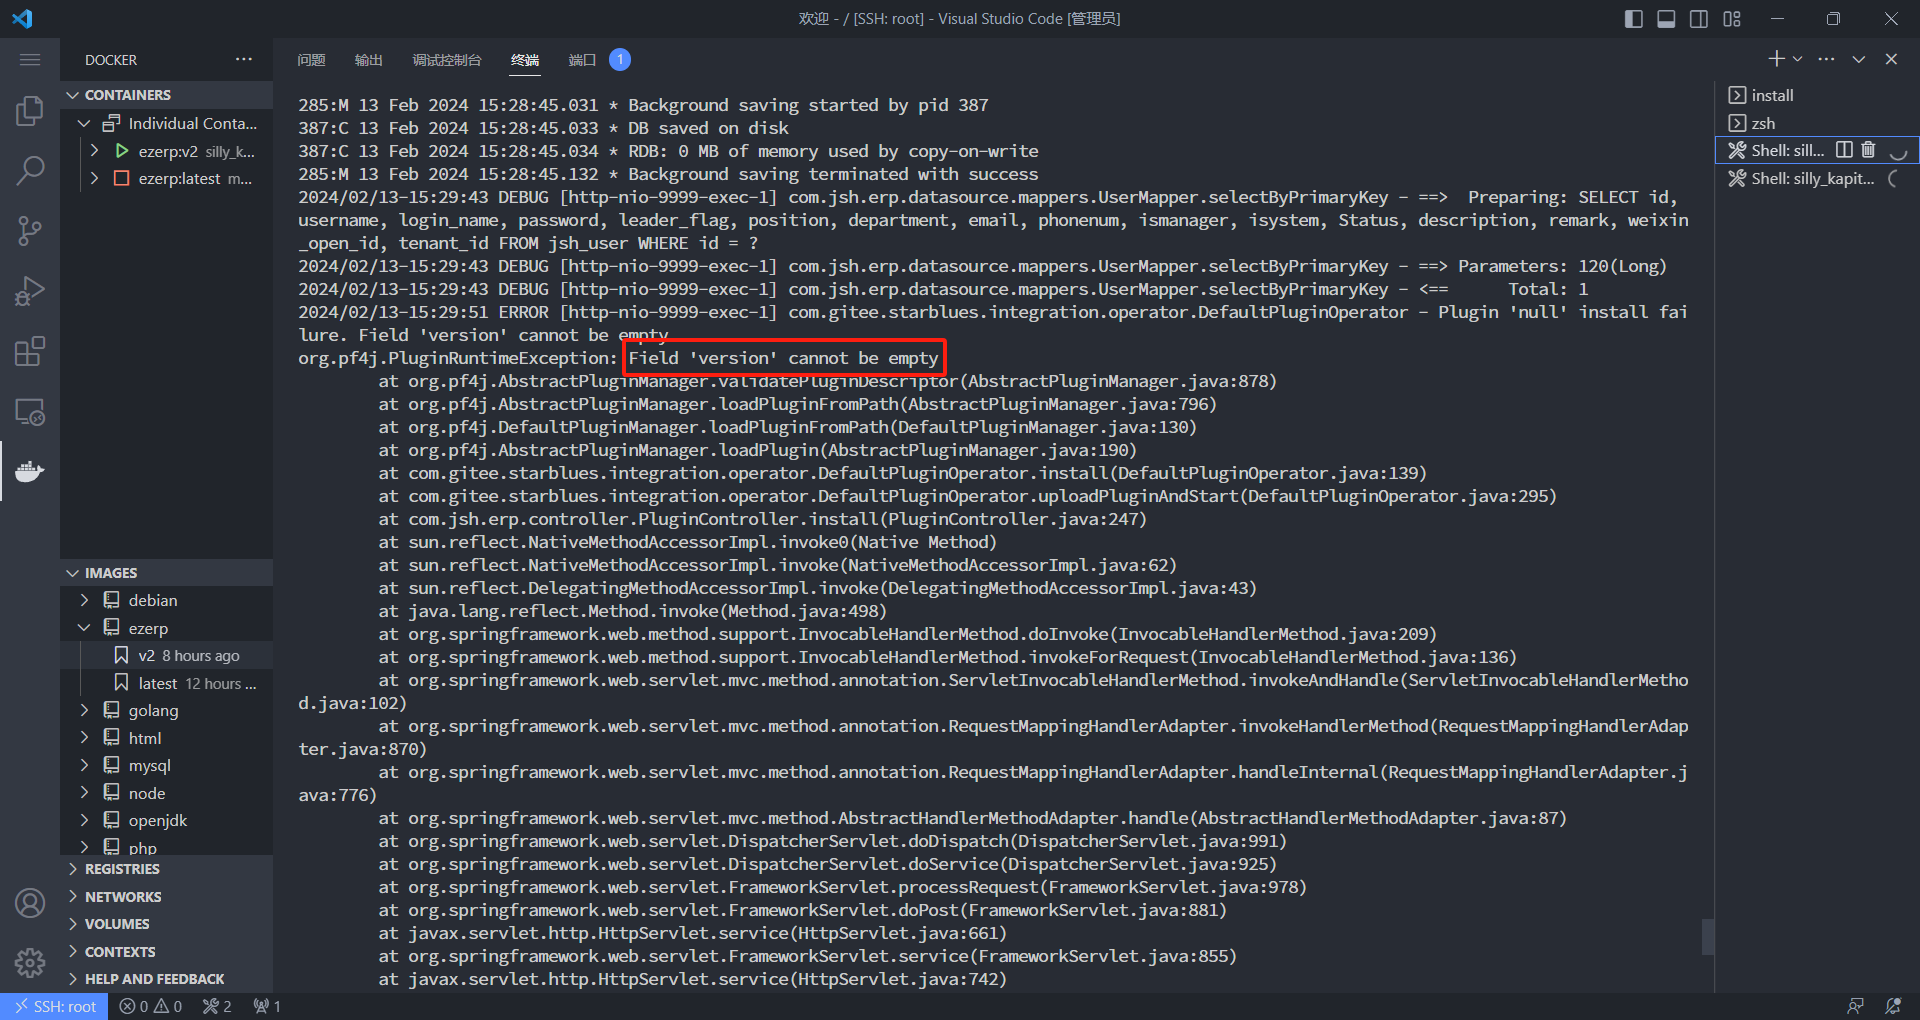 欢迎 - / [SSH: root] - Visual Studio Code [管理员]
DOCKER
CONTAINERS
Individual Conta...
ezerp:v2 silly_k...
ezerp:latest m...
IMAGES
debian
ezerp
v2 8 hours ago
latest 12 hours ...
golang
html
mysql
node
openjdk
php
REGISTRIES
NETWORKS
VOLUMES
CONTEXTS
HELP AND FEEDBACK
问题 输出 调试控制台 终端 端口 1
285:M 13 Feb 2024 15:28:45.031 * Background saving started by pid 387
387:C 13 Feb 2024 15:28:45.033 * DB saved on disk
387:C 13 Feb 2024 15:28:45.034 * RDB: 0 MB of memory used by copy-on-write
285:M 13 Feb 2024 15:28:45.132 * Background saving terminated with success
2024/02/13-15:29:43 DEBUG [http-nio-9999-exec-1] com.jsh.erp.datasource.mappers.UserMapper.selectByPrimaryKey - ==>  Preparing: SELECT id,
username, login_name, password, leader_flag, position, department, email, phonenum, ismanager, isystem, Status, description, remark, weixin
_open_id, tenant_id FROM jsh_user WHERE id = ?
2024/02/13-15:29:43 DEBUG [http-nio-9999-exec-1] com.jsh.erp.datasource.mappers.UserMapper.selectByPrimaryKey - ==> Parameters: 120(Long)
2024/02/13-15:29:43 DEBUG [http-nio-9999-exec-1] com.jsh.erp.datasource.mappers.UserMapper.selectByPrimaryKey - <==      Total: 1
2024/02/13-15:29:51 ERROR [http-nio-9999-exec-1] com.gitee.starblues.integration.operator.DefaultPluginOperator - Plugin 'null' install fai
lure. Field 'version' cannot be empty
org.pf4j.PluginRuntimeException: Field 'version' cannot be empty
at org.pf4j.AbstractPluginManager.validatePluginDescriptor(AbstractPluginManager.java:878)
at org.pf4j.AbstractPluginManager.loadPluginFromPath(AbstractPluginManager.java:796)
at org.pf4j.DefaultPluginManager.loadPluginFromPath(DefaultPluginManager.java:130)
at org.pf4j.AbstractPluginManager.loadPlugin(AbstractPluginManager.java:190)
at com.gitee.starblues.integration.operator.DefaultPluginOperator.install(DefaultPluginOperator.java:139)
at com.gitee.starblues.integration.operator.DefaultPluginOperator.uploadPluginAndStart(DefaultPluginOperator.java:295)
at com.jsh.erp.controller.PluginController.install(PluginController.java:247)
at sun.reflect.NativeMethodAccessorImpl.invoke0(Native Method)
at sun.reflect.NativeMethodAccessorImpl.invoke(NativeMethodAccessorImpl.java:62)
at sun.reflect.DelegatingMethodAccessorImpl.invoke(DelegatingMethodAccessorImpl.java:43)
at java.lang.reflect.Method.invoke(Method.java:498)
at org.springframework.web.method.support.InvocableHandlerMethod.doInvoke(InvocableHandlerMethod.java:209)
at org.springframework.web.method.support.InvocableHandlerMethod.invokeForRequest(InvocableHandlerMethod.java:136)
at org.springframework.web.servlet.mvc.method.annotation.ServletInvocableHandlerMethod.invokeAndHandle(ServletInvocableHandlerMetho
d.java:102)
at org.springframework.web.servlet.mvc.method.annotation.RequestMappingHandlerAdapter.invokeHandlerMethod(RequestMappingHandlerAdap
ter.java:870)
at org.springframework.web.servlet.mvc.method.annotation.RequestMappingHandlerAdapter.handleInternal(RequestMappingHandlerAdapter.j
ava:776)
at org.springframework.web.servlet.mvc.method.AbstractHandlerMethodAdapter.handle(AbstractHandlerMethodAdapter.java:87)
at org.springframework.web.servlet.DispatcherServlet.doDispatch(DispatcherServlet.java:991)
at org.springframework.web.servlet.DispatcherServlet.doService(DispatcherServlet.java:925)
at org.springframework.web.servlet.FrameworkServlet.processRequest(FrameworkServlet.java:978)
at org.springframework.web.servlet.FrameworkServlet.doPost(FrameworkServlet.java:881)
at javax.servlet.http.HttpServlet.service(HttpServlet.java:661)
at org.springframework.web.servlet.FrameworkServlet.service(FrameworkServlet.java:855)
at javax.servlet.http.HttpServlet.service(HttpServlet.java:742)
install
zsh
Shell: sill...
Shell: silly_kapit...
SSH: root 0 0 2 1